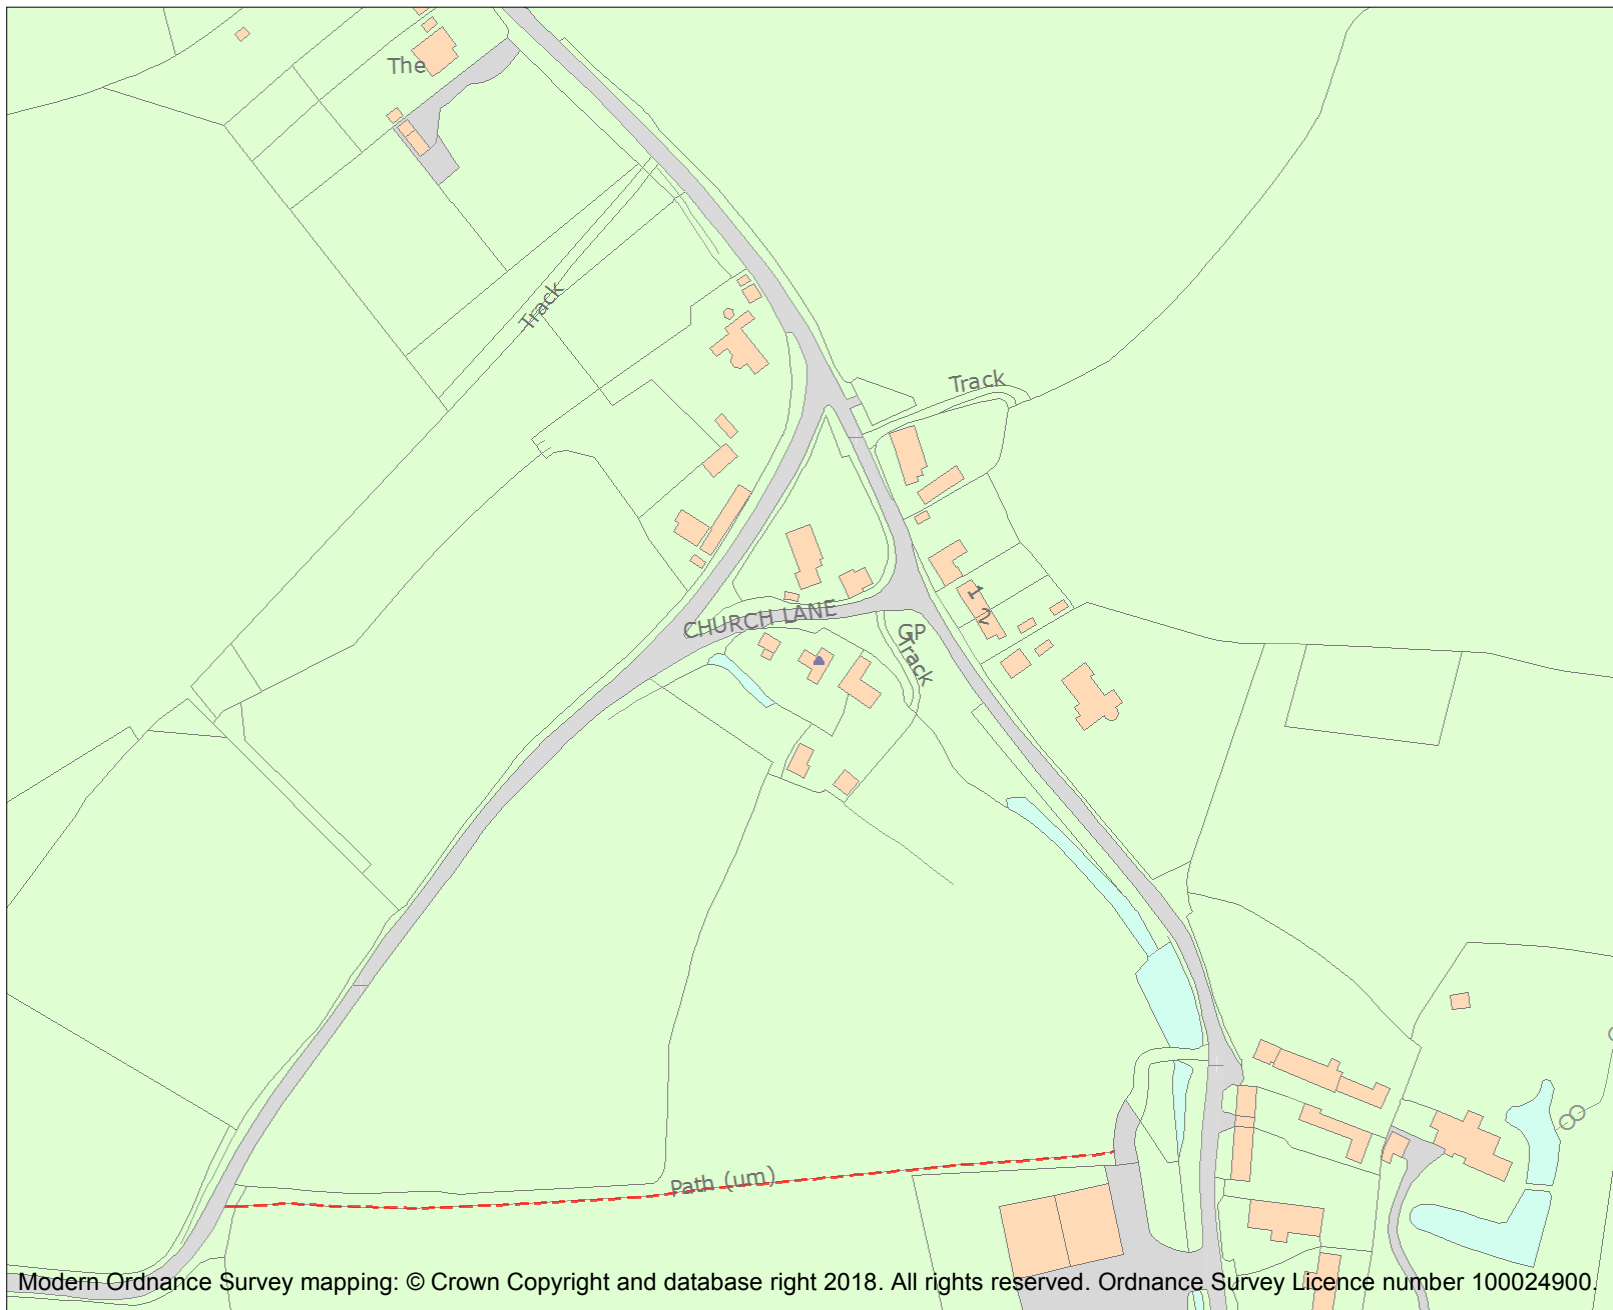 The
Track
Track
CHURCH LANE
GP
Track
1
2
Path (um)
Modern Ordnance Survey mapping: © Crown Copyright and database right 2018. All rights reserved. Ordnance Survey Licence number 100024900.